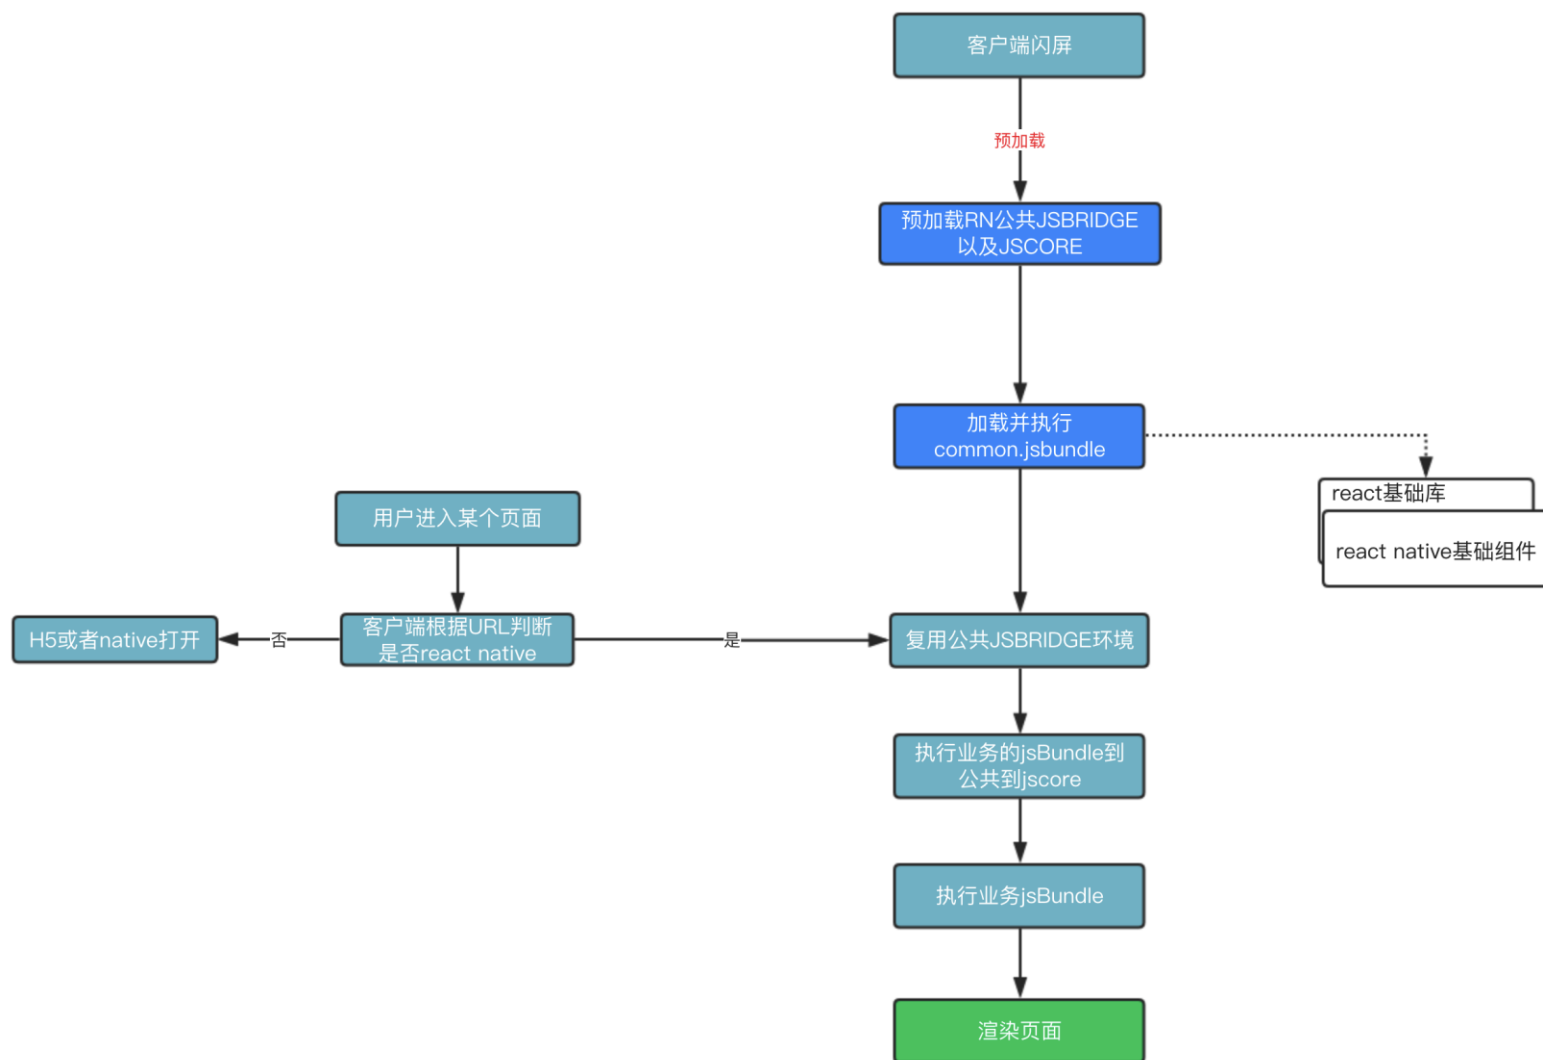 客户端闪屏
预加载
预加载RN公共JSBRIDGE
以及JSCORE
加载并执行
common.jsbundle
react基础库
react native基础组件
用户进入某个页面
客户端根据URL判断
是否react native
否
H5或者native打开
是
复用公共JSBRIDGE环境
执行业务的jsBundle到
公共到jscore
执行业务jsBundle
渲染页面